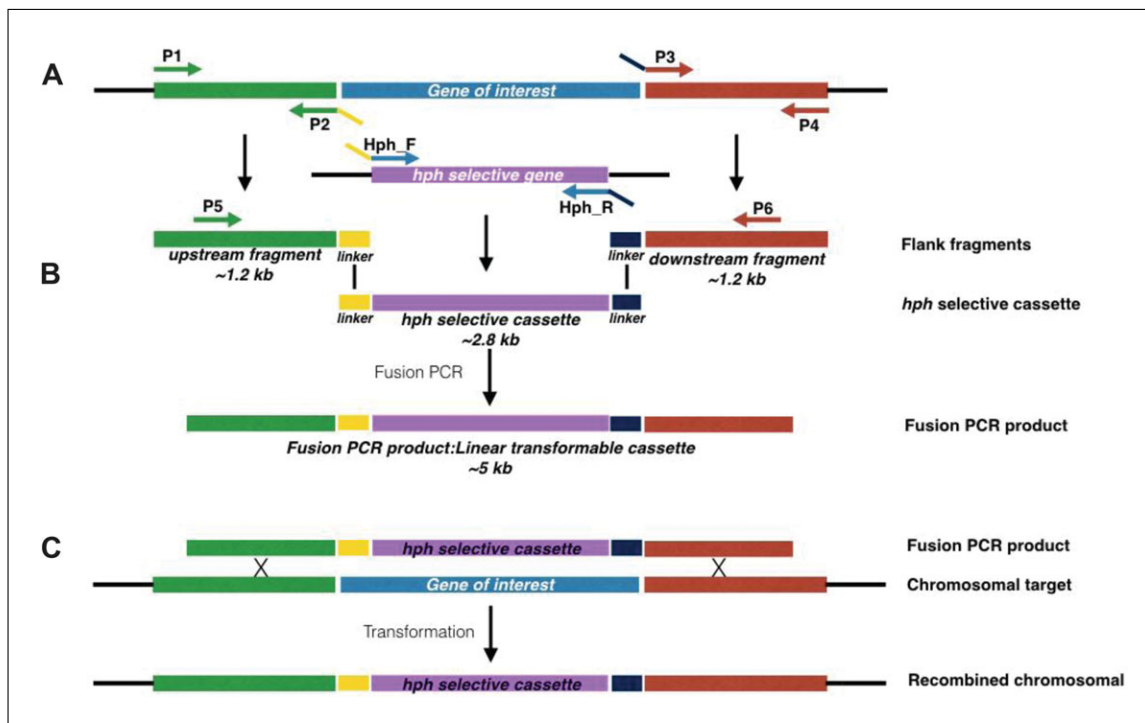 A
P1
P3
Gene of interest
P2
P4
Hph_F
hph selective gene
Hph_R
P5
P6
upstream fragment
~1.2 kb
linker
linker
downstream fragment
~1.2 kb
Flank fragments
B
linker
hph selective cassette
~2.8 kb
linker
hph selective cassette
Fusion PCR
Fusion PCR product
Fusion PCR product:Linear transformable cassette
~5 kb
C
hph selective cassette
Fusion PCR product
Gene of interest
Chromosomal target
Transformation
hph selective cassette
Recombined chromosomal